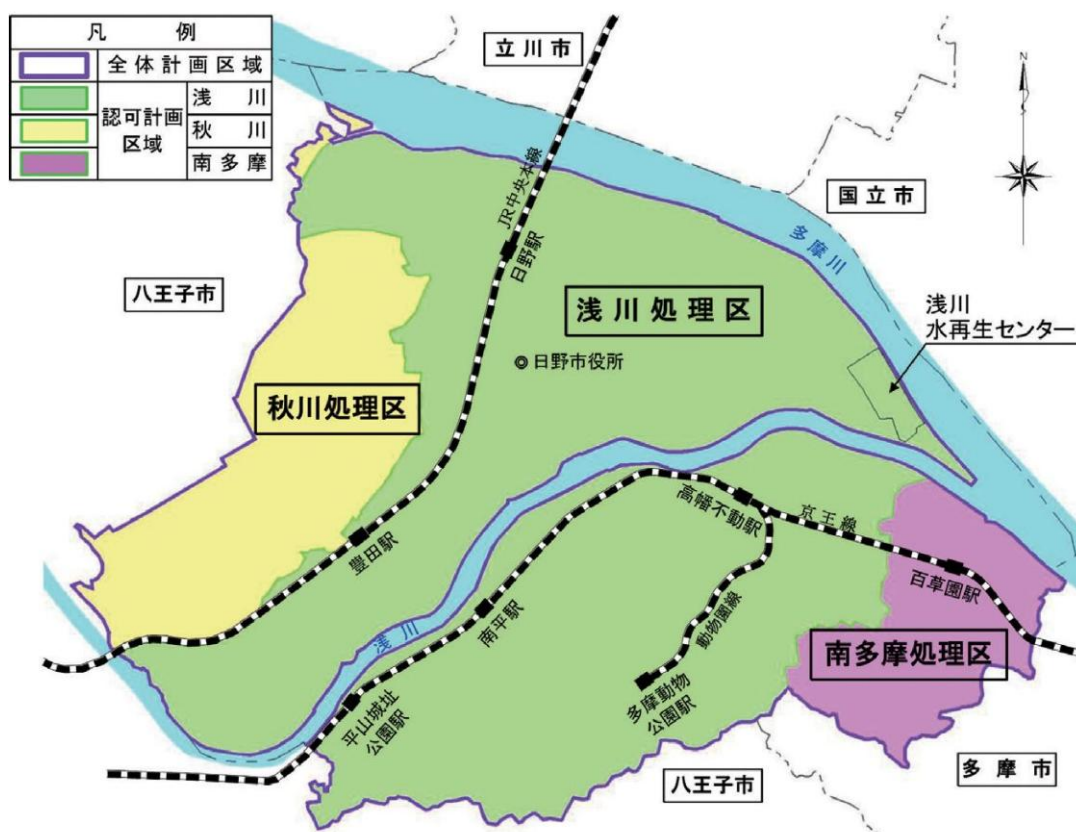 凡 例
全体計画区域
認可計画
区域
浅 川
秋 川
南多摩
立川市
N
国立市
八王子市
JR中央本線
日野駅
多摩川
浅川処理区
浅川
水再生センター
日野市役所
秋川処理区
高幡不動駅
京王線
豊田駅
百草園駅
南平駅
動物園線
浅川
南多摩処理区
多摩動物
公園駅
平山城址
公園駅
八王子市
多摩市